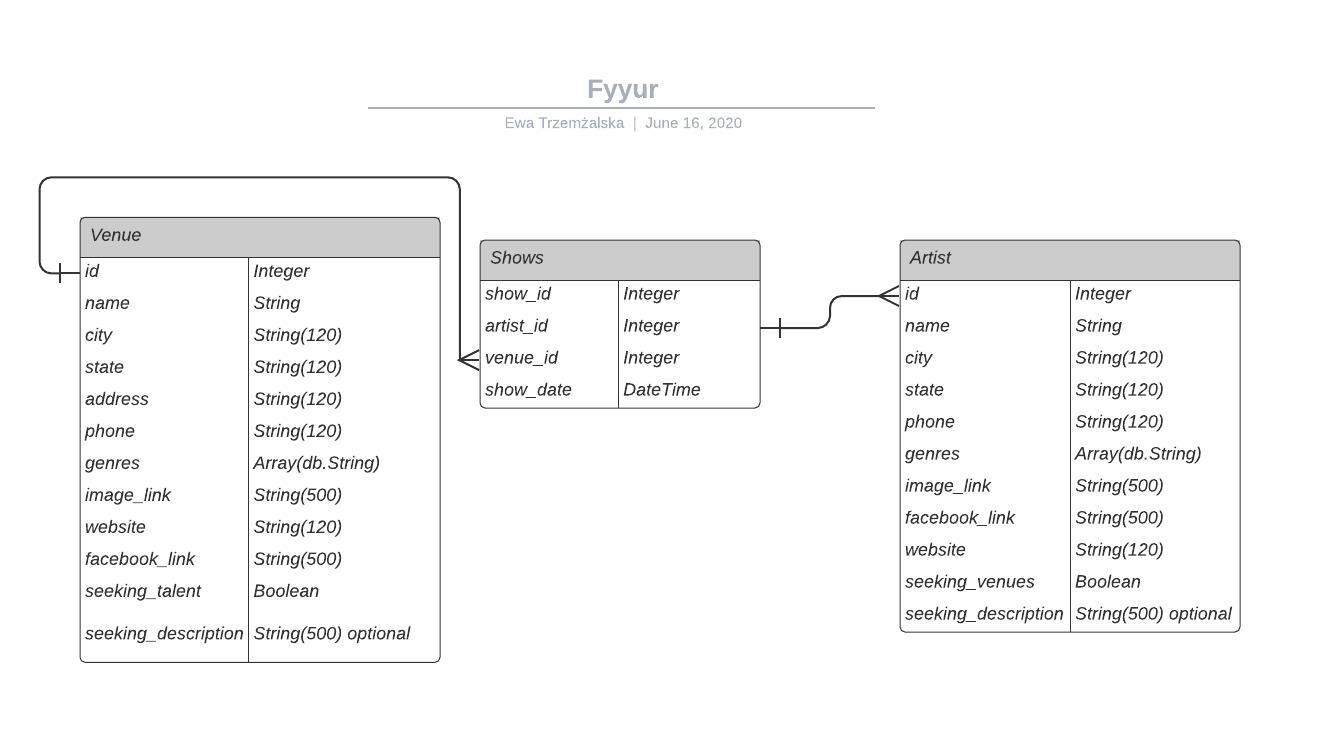 Fyyur
Ewa Trzemżalska | June 16, 2020
Venue
id Integer
name String
city String(120)
state String(120)
address String(120)
phone String(120)
genres Array(db.String)
image_link String(500)
website String(120)
facebook_link String(500)
seeking_talent Boolean
seeking_description String(500) optional
Shows
show_id Integer
artist_id Integer
venue_id Integer
show_date DateTime
Artist
id Integer
name String
city String(120)
state String(120)
phone String(120)
genres Array(db.String)
image_link String(500)
facebook_link String(500)
website String(120)
seeking_venues Boolean
seeking_description String(500) optional